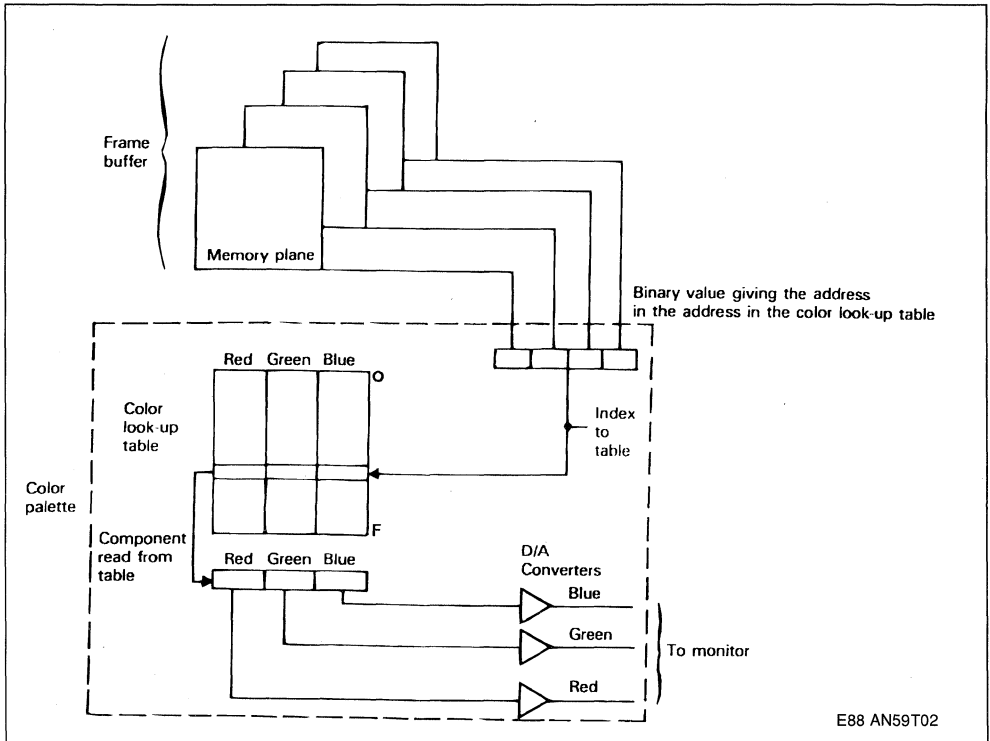 Frame
buffer
Memory plane
Binary value giving the address
in the address in the color look-up table
Red Green Blue
O
Color
look-up
table
Index
to
table
Color
palette
F
Component
read from
table
Red Green Blue
D/A
Converters
Blue
Green
To monitor
Red
E88 AN59T02